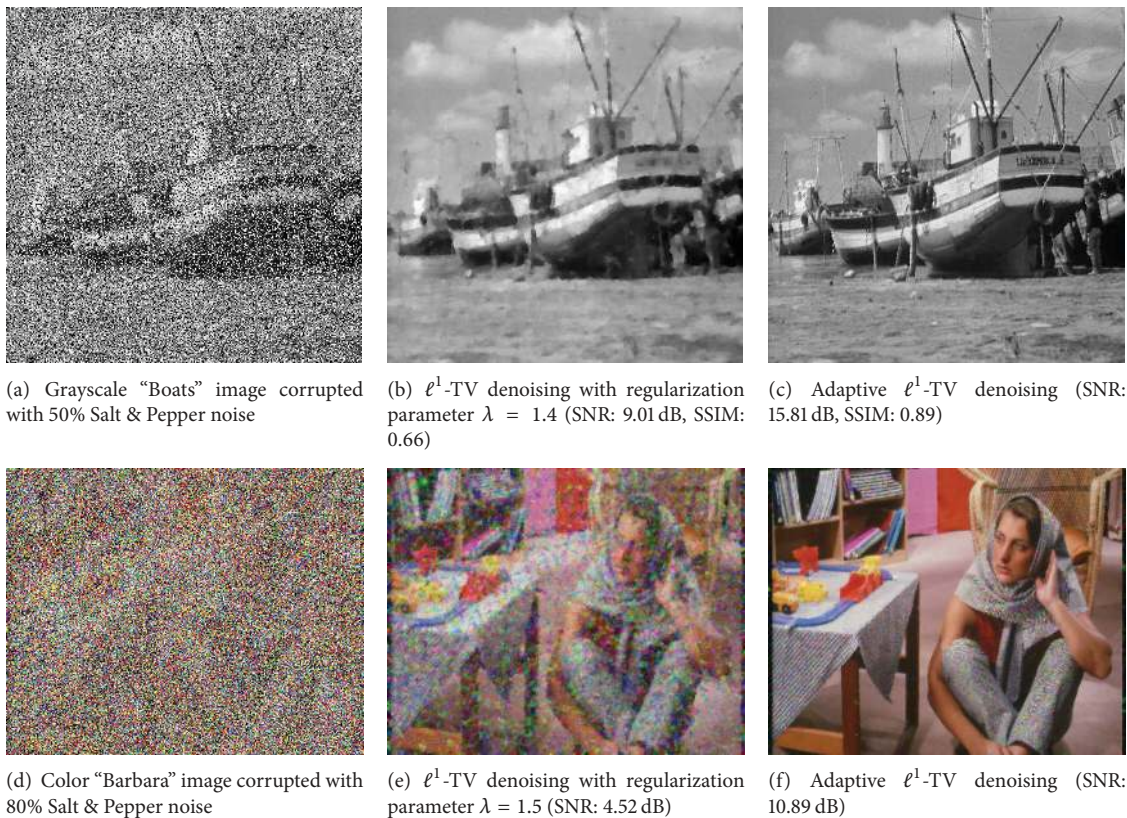 (a) Grayscale “Boats” image corrupted
with 50% Salt & Pepper noise
(b) ℓ¹-TV denoising with regularization
parameter λ = 1.4 (SNR: 9.01 dB, SSIM:
0.66)
(c) Adaptive ℓ¹-TV denoising (SNR:
15.81 dB, SSIM: 0.89)
(d) Color “Barbara” image corrupted with
80% Salt & Pepper noise
(e) ℓ¹-TV denoising with regularization
parameter λ = 1.5 (SNR: 4.52 dB)
(f) Adaptive ℓ¹-TV denoising (SNR:
10.89 dB)